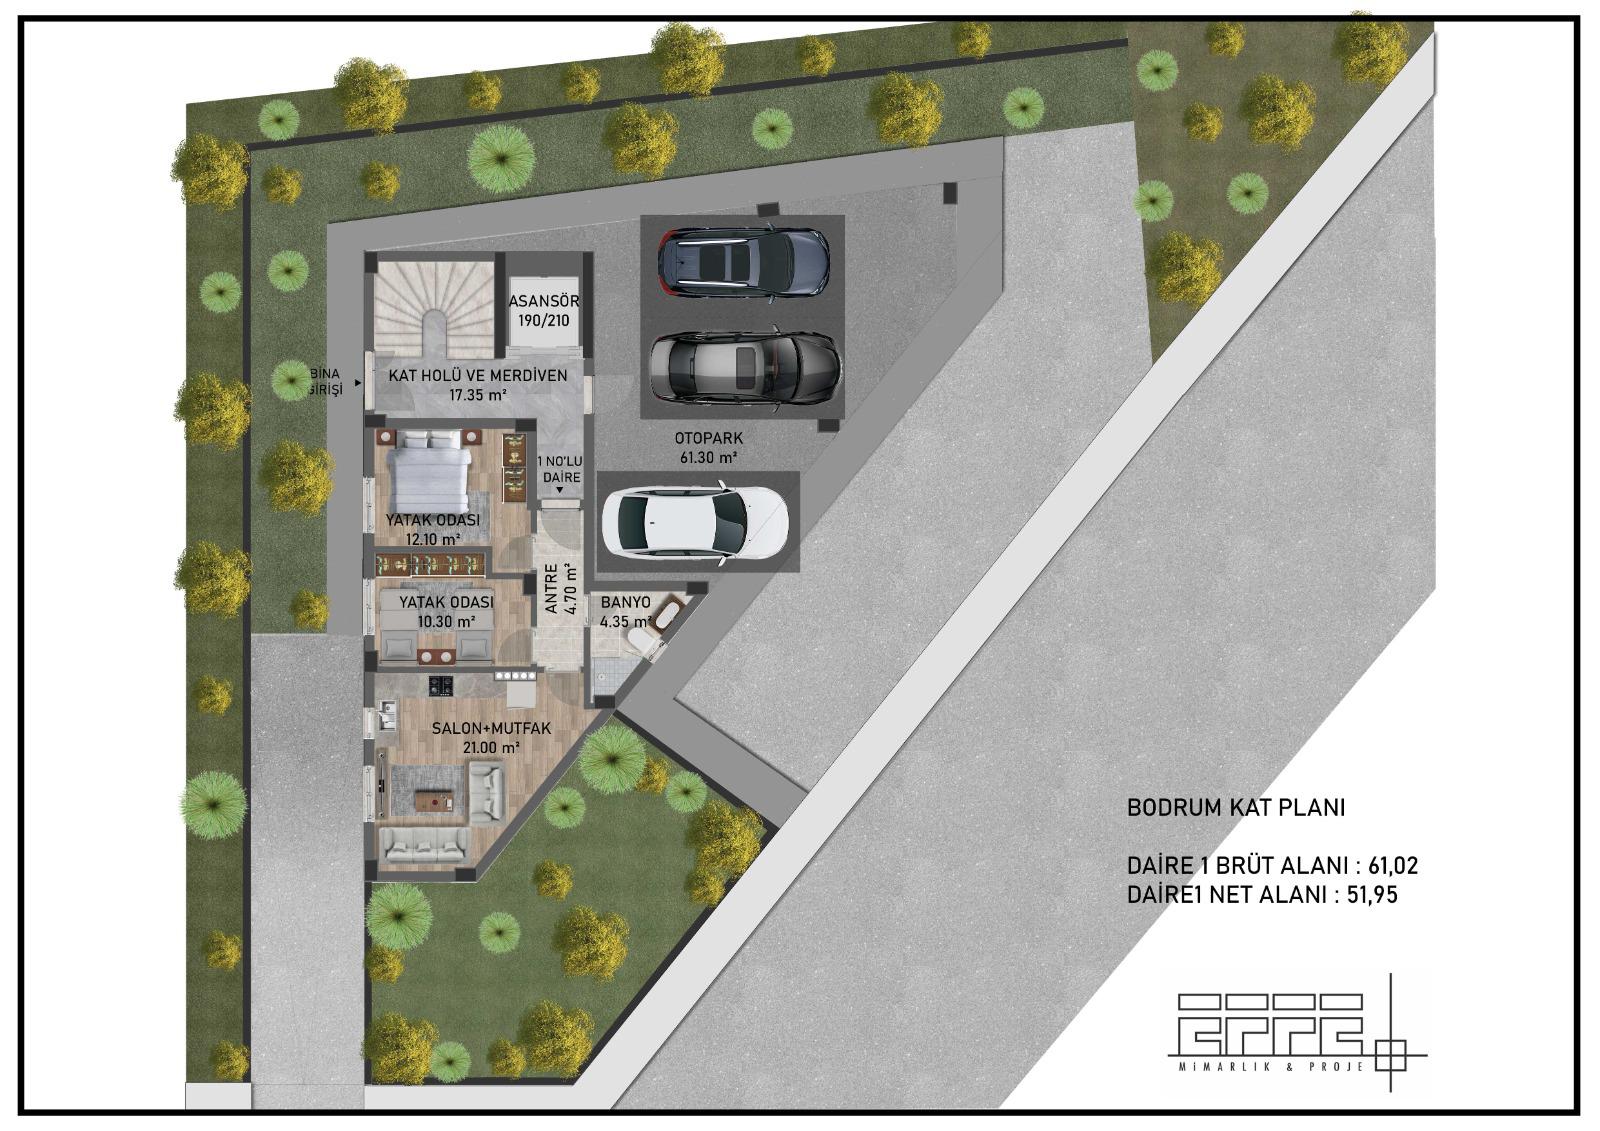 ASANSÖR
190/210
BİNA
GİRİŞİ
KAT HOLÜ VE MERDİVEN
17.35 m²
OTOPARK
61.30 m²
1 NO'LU
DAİRE
YATAK ODASI
12.10 m²
ANTRE
4.70 m²
YATAK ODASI
10.30 m²
BANYO
4.35 m²
SALON+MUTFAK
21.00 m²
BODRUM KAT PLANI
DAİRE 1 BRÜT ALANI : 61,02
DAİRE1 NET ALANI : 51,95
EFFE
MİMARLIK & PROJE